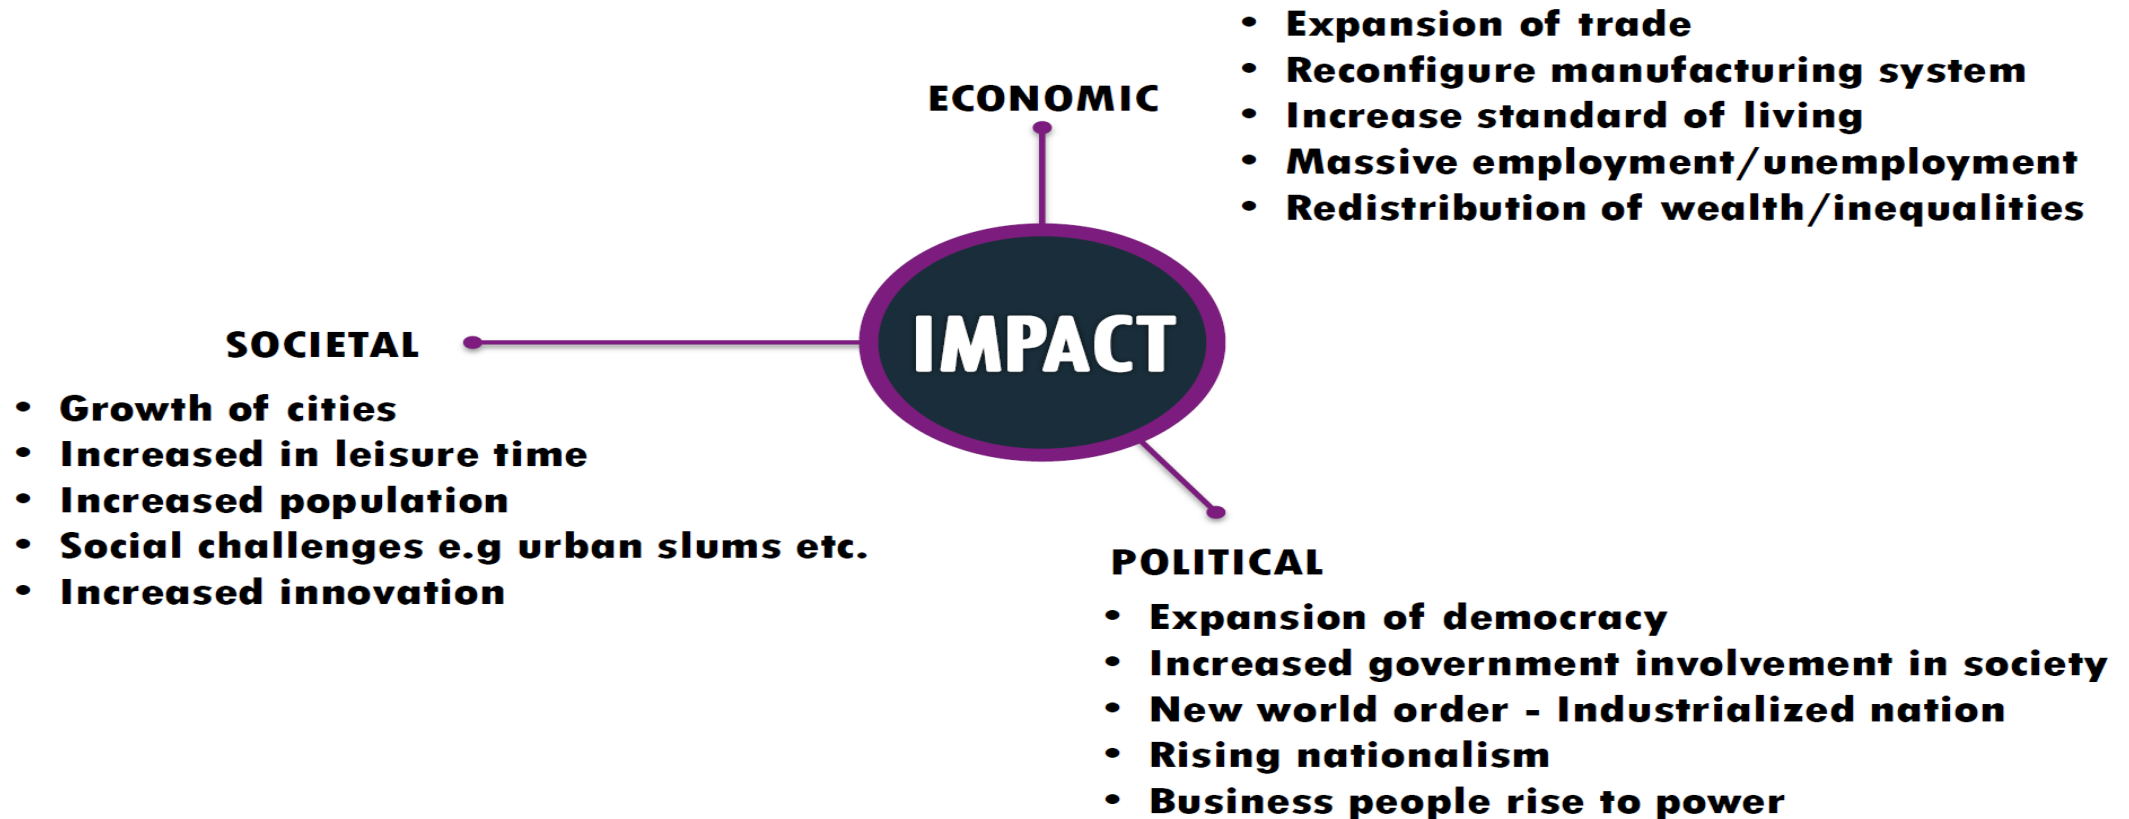 ECONOMIC
• Expansion of trade
• Reconfigure manufacturing system
• Increase standard of living
• Massive employment/unemployment
• Redistribution of wealth/inequalities
IMPACT
SOCIETAL
• Growth of cities
• Increased in leisure time
• Increased population
• Social challenges e.g urban slums etc.
• Increased innovation
POLITICAL
• Expansion of democracy
• Increased government involvement in society
• New world order - Industrialized nation
• Rising nationalism
• Business people rise to power